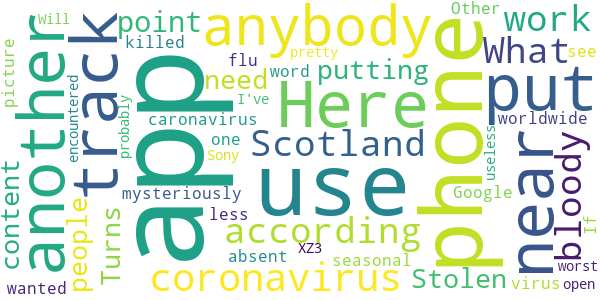 Other
Will
point
anybody
work
killed
flu
What
see
pretty
picture
another
track
app
need
word
putting
phone
put
encountered
probably
I've
Here
caronavirus
one
Scotland
worldwide
near
bloody
useless
content
people
Turns
Sony
use
mysteriously
less
according
Google
If
XZ3
absent
seasonal
wanted
coronavirus
Stolen
virus
worst
open